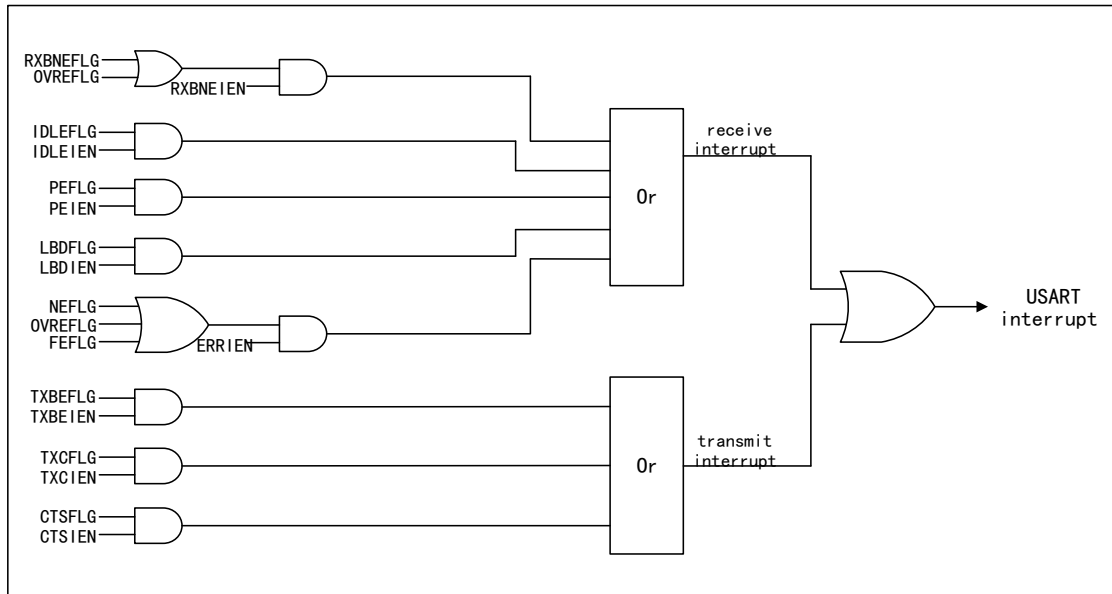 RXBNEFLG
OVREFLG
RXBNEIEN
IDLEFLG
IDLEIEN
PEFLG
PEIEN
LBDFLG
LBDIEN
NEFLG
OVREFLG
FEFLG
ERRIEN
Or
receive
interrupt
TXBEFLG
TXBEIEN
TXCFLG
TXCIEN
CTSFLG
CTSIEN
Or
transmit
interrupt
USART
interrupt